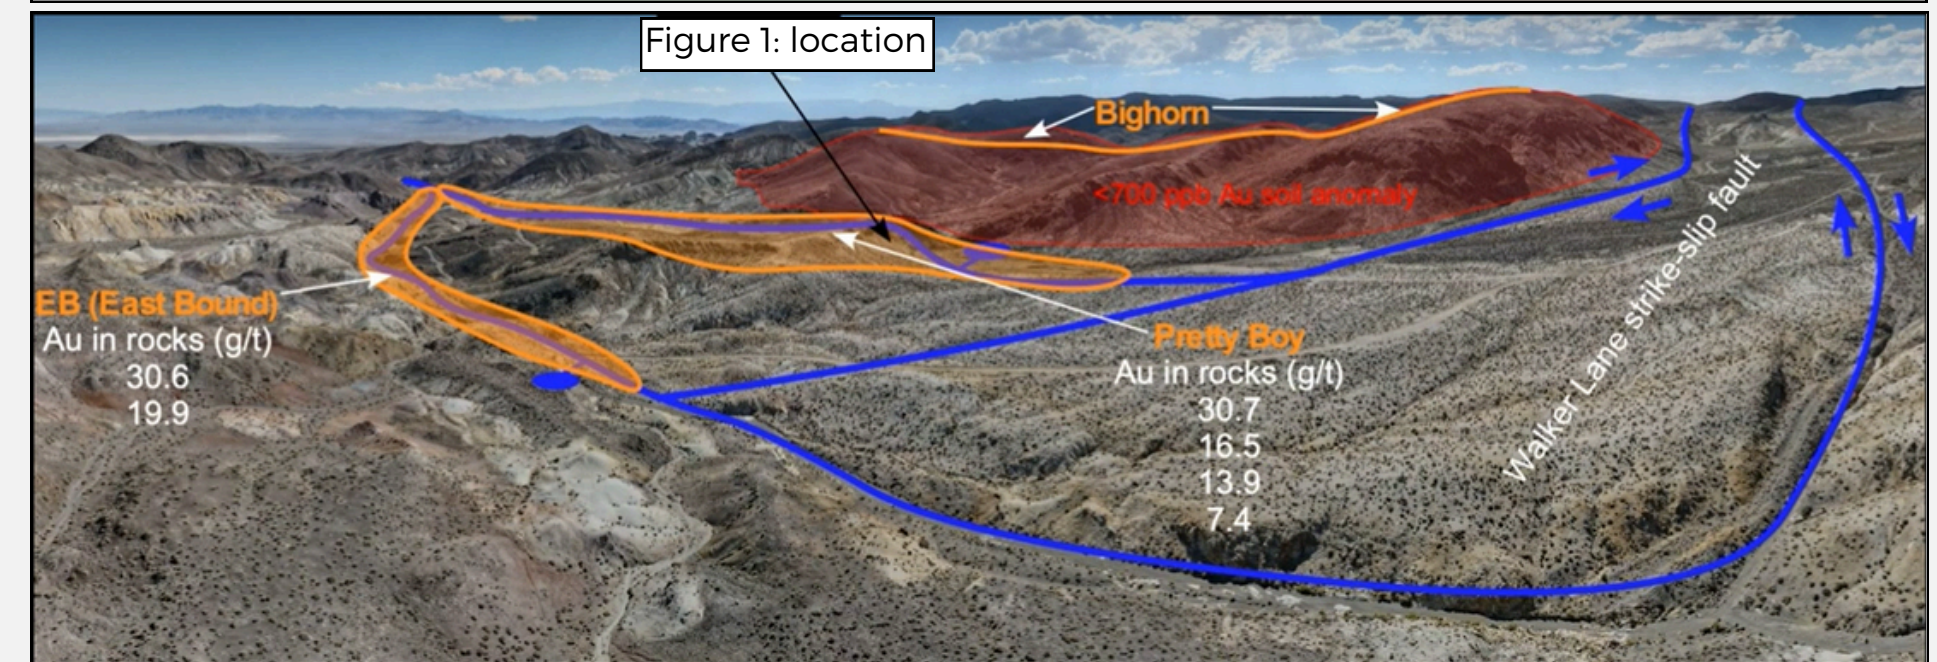 Figure 1: location
Bighorn
<700 ppb Au soil anomaly
Walker Lane strike-slip fault
EB (East Bound)
Au in rocks (g/t)
30.6
19.9
Pretty Boy
Au in rocks (g/t)
30.7
16.5
13.9
7.4